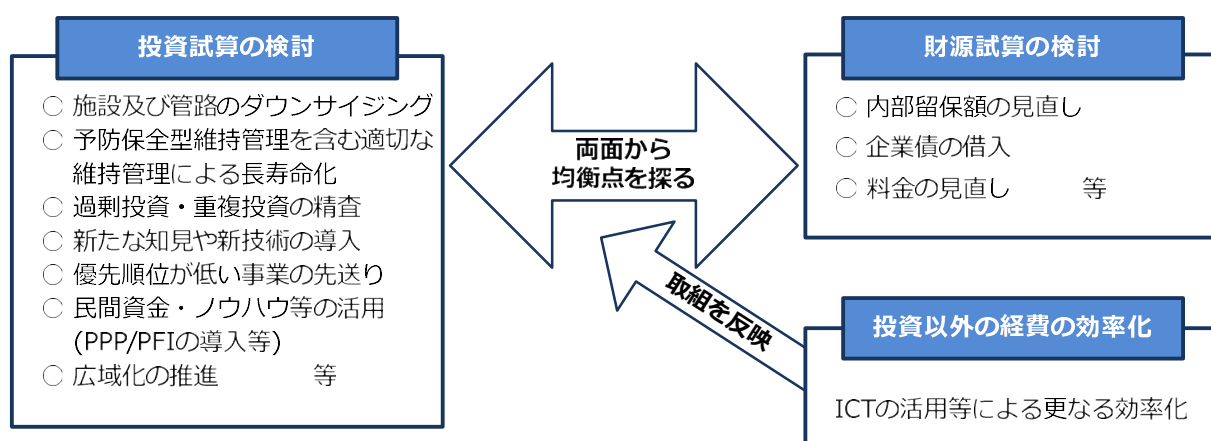 投資試算の検討
○ 施設及び管路のダウンサイジング
○ 予防保全型維持管理を含む適切な
維持管理による長寿命化
○ 過剰投資・重複投資の精査
○ 新たな知見や新技術の導入
○ 優先順位が低い事業の先送り
○ 民間資金・ノウハウ等の活用
(PPP/PFIの導入等)
○ 広域化の推進 等
両面から
均衡点を探る
財源試算の検討
○ 内部留保額の見直し
○ 企業債の借入
○ 料金の見直し 等
取組を反映
投資以外の経費の効率化
ICTの活用等による更なる効率化